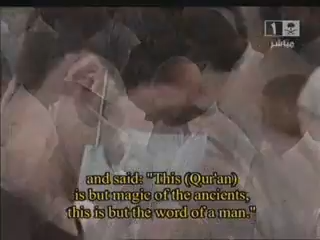 ١
مباشر
and said: "This (Qur'an)
is but magic of the ancients,
this is but the word of a man."